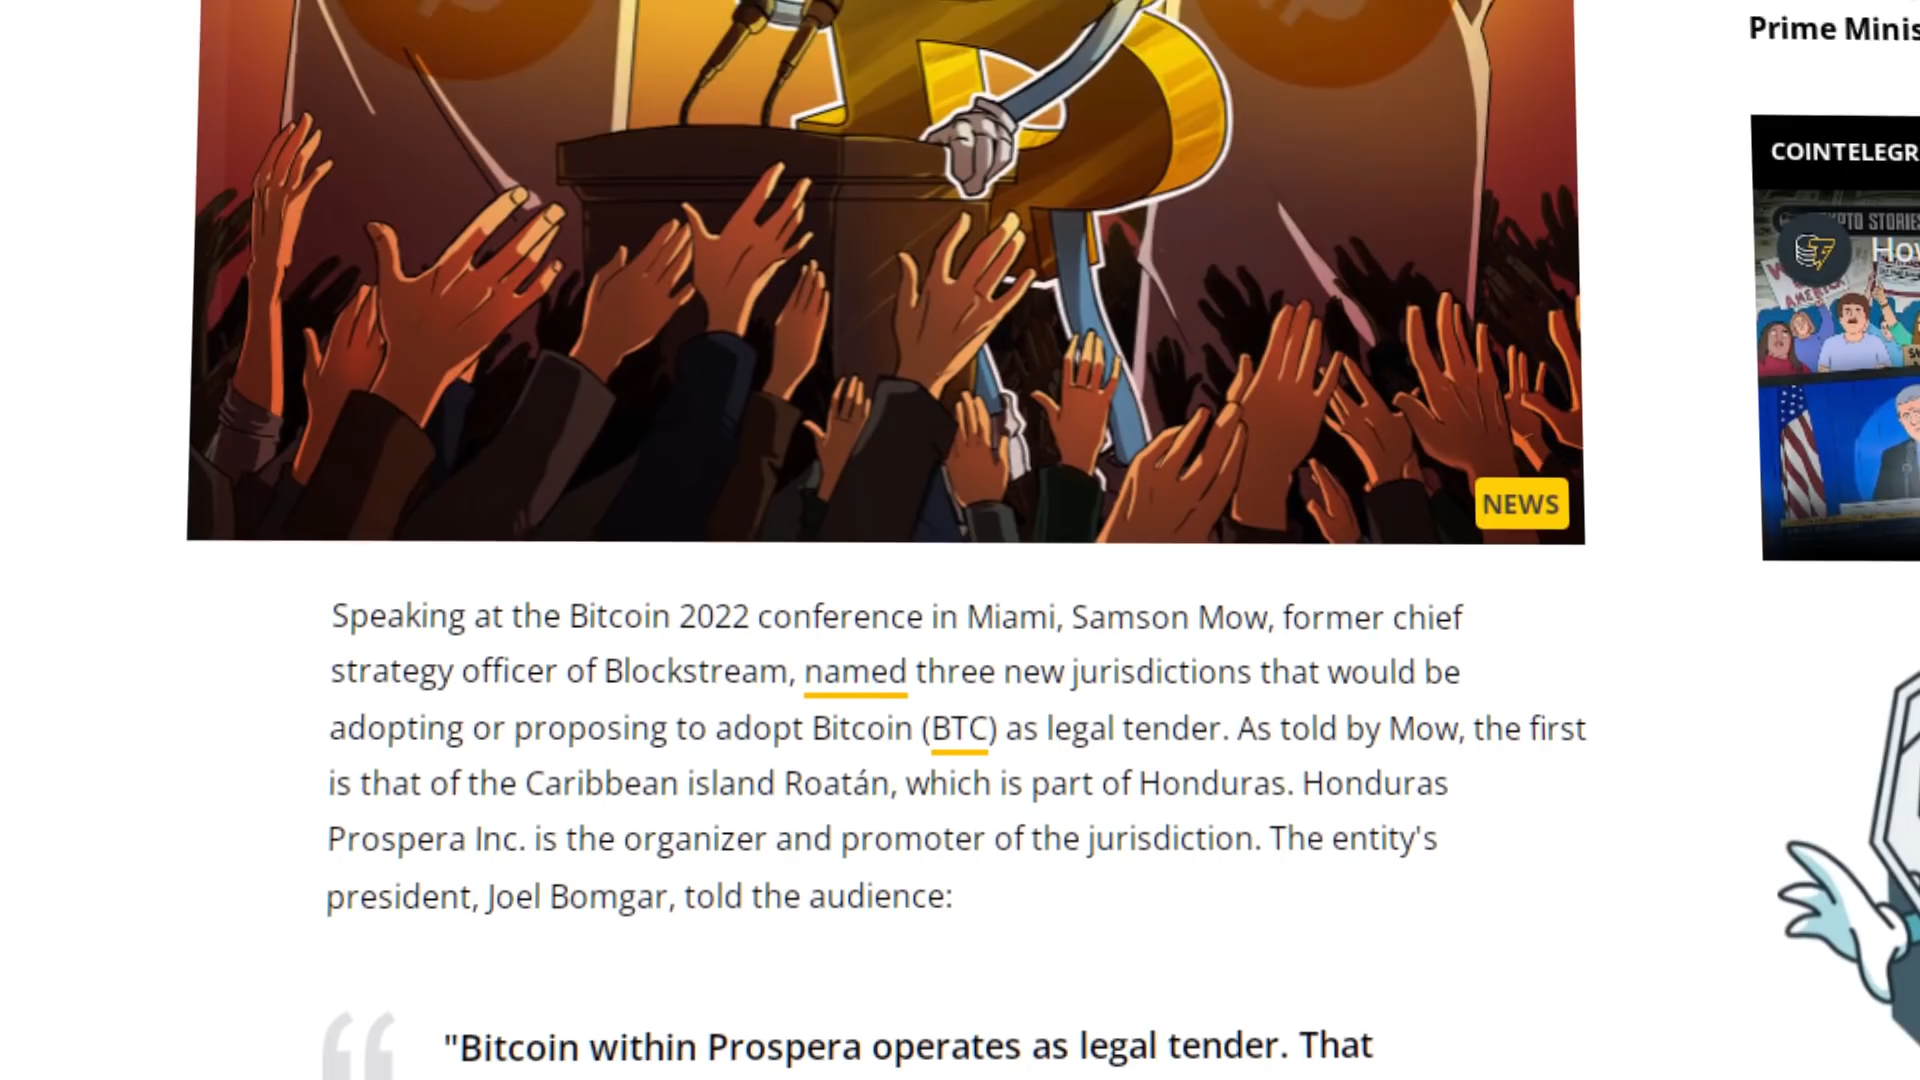 Prime Minis
COINTELEGR
CRYPTO STORIES
How
AMERICA
NEWS
Speaking at the Bitcoin 2022 conference in Miami, Samson Mow, former chief
strategy officer of Blockstream, named three new jurisdictions that would be
adopting or proposing to adopt Bitcoin (BTC) as legal tender. As told by Mow, the first
is that of the Caribbean island Roatán, which is part of Honduras. Honduras
Prospera Inc. is the organizer and promoter of the jurisdiction. The entity's
president, Joel Bomgar, told the audience:
"Bitcoin within Prospera operates as legal tender. That